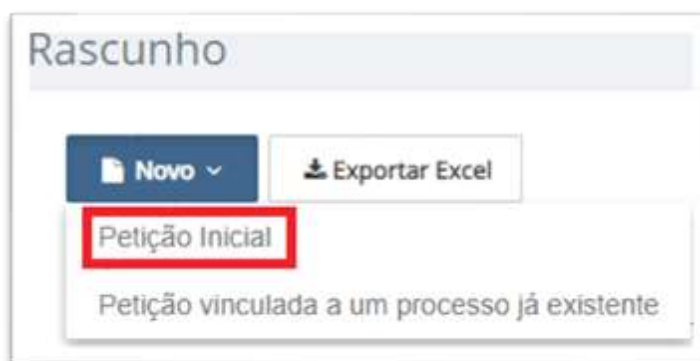 Rascunho
Novo
Exportar Excel
Petição Inicial
Petição vinculada a um processo já existente